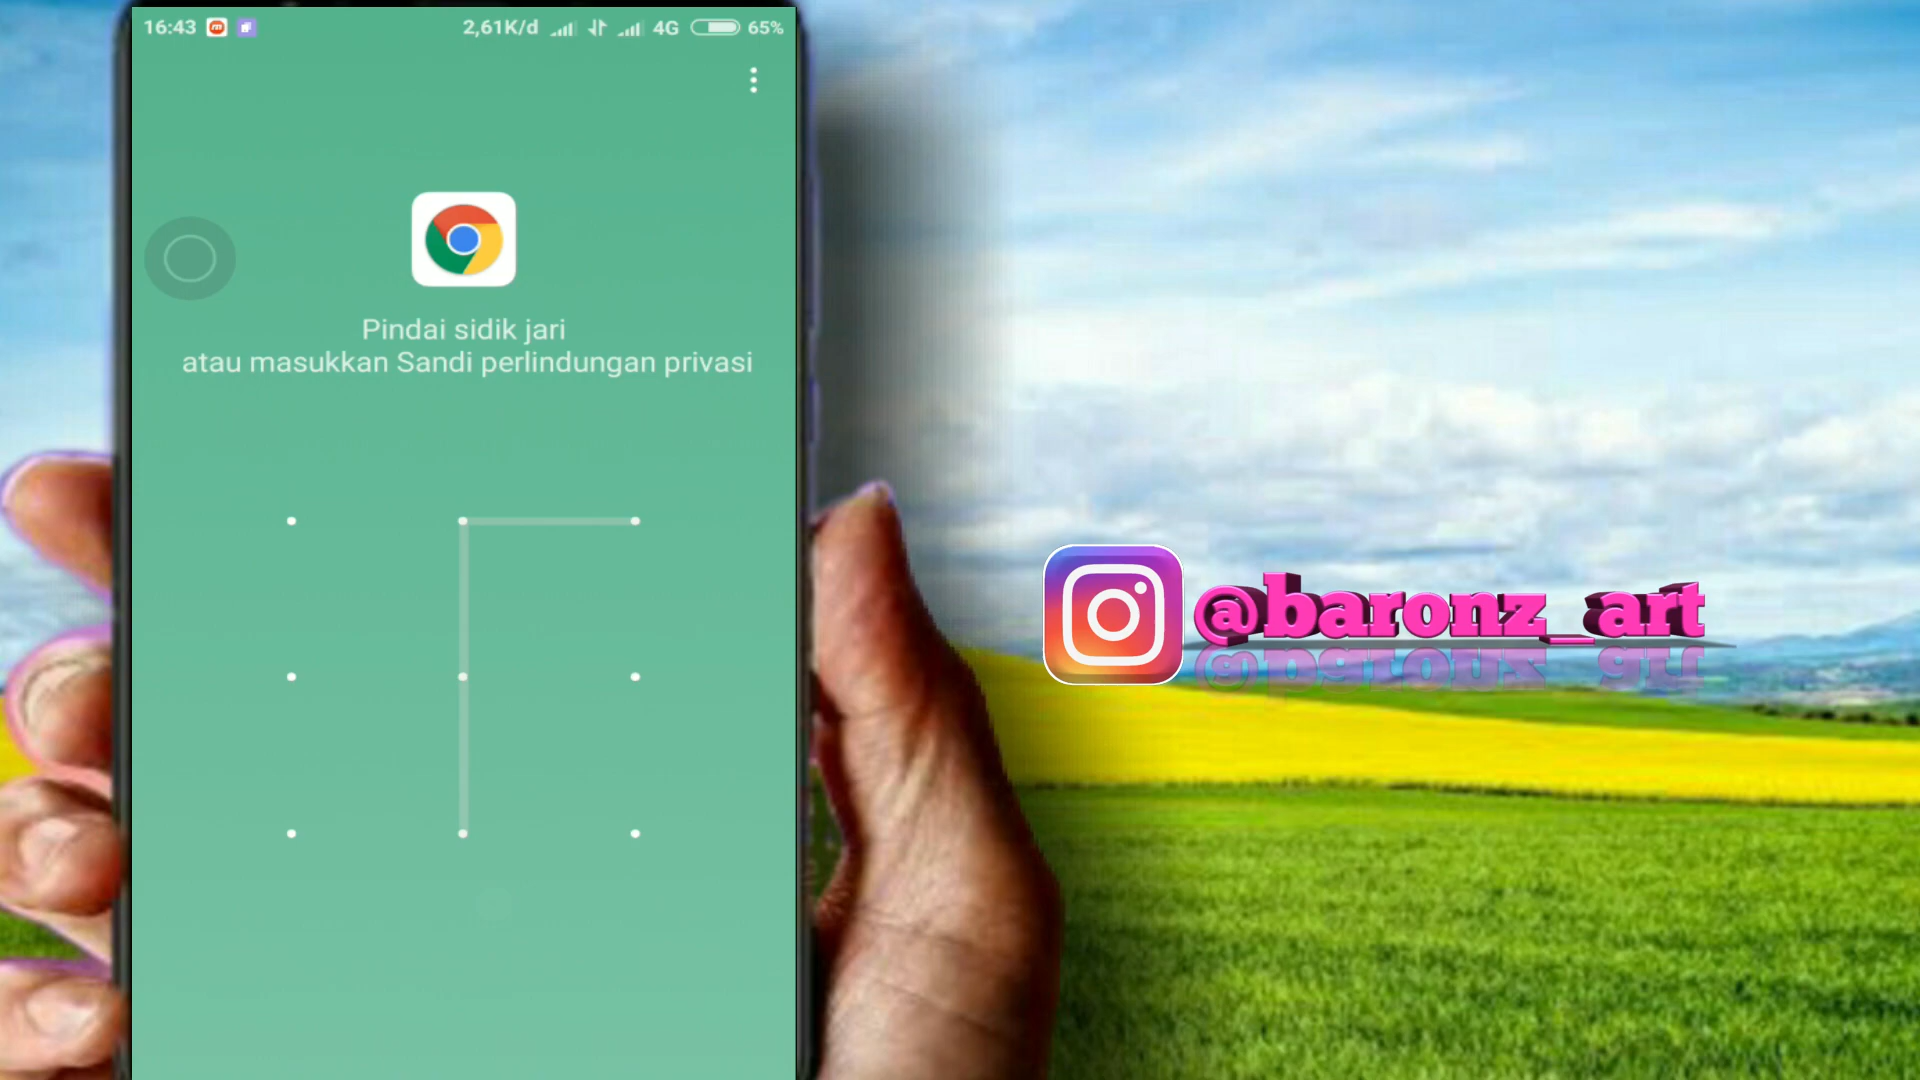 16:43 2,61K/d 4G 65%
Pindai sidik jari
atau masukkan Sandi perlindungan privasi
@baronz_art